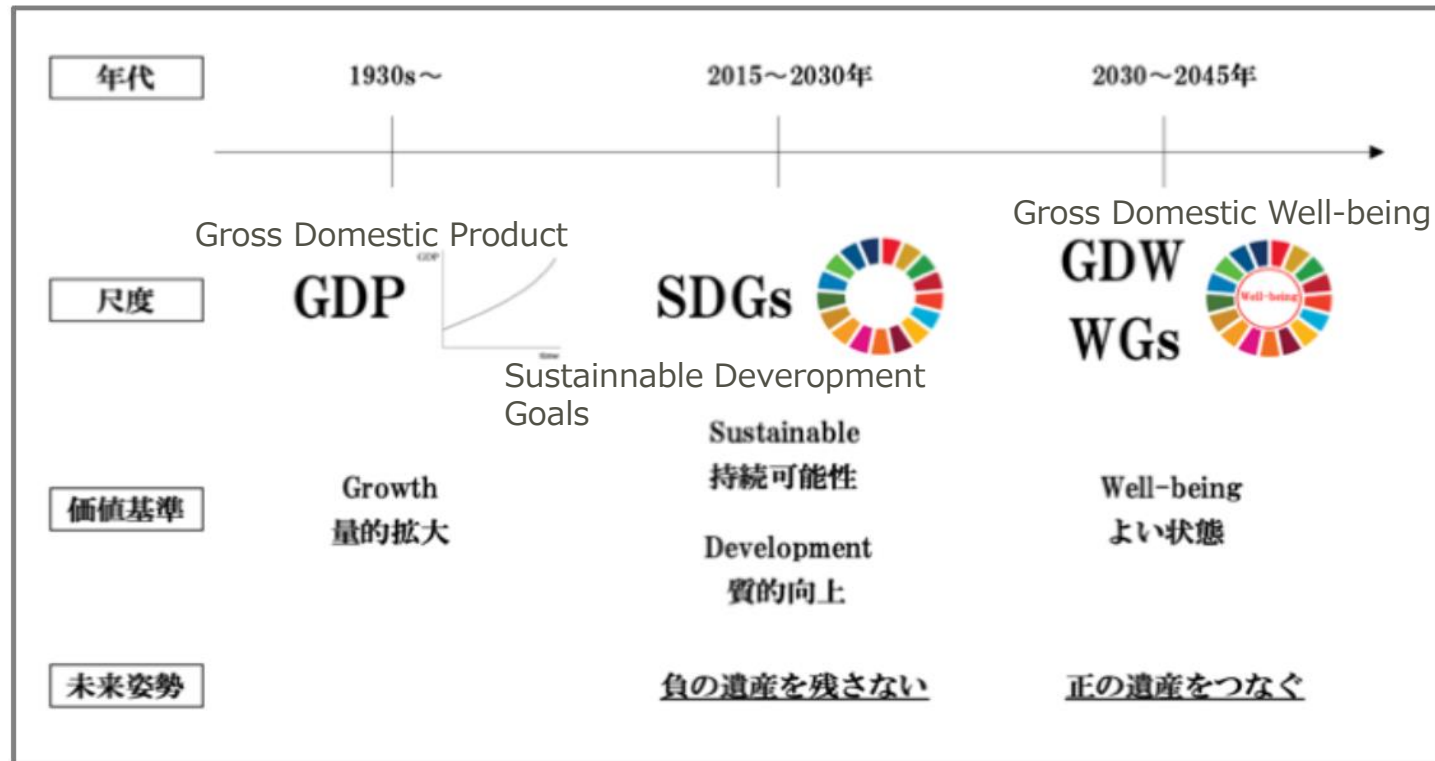 年代
1930s～
2015～2030年
2030～2045年
Gross Domestic Product
Gross Domestic Well-being
尺度
GDP
GDP
time
SDGs
GDW
WGs
Well-being
Sustainnable Deveropment
Goals
価値基準
Growth
量的拡大
Sustainable
持続可能性
Development
質的向上
Well-being
よい状態
未来姿勢
負の遺産を残さない
正の遺産をつなぐ